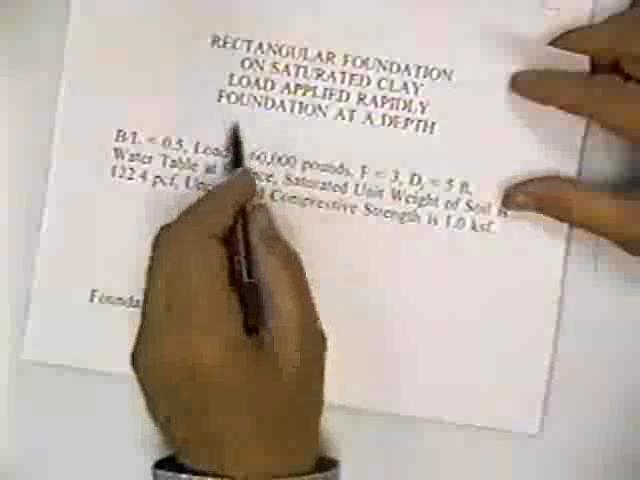 RECTANGULAR FOUNDATION
ON SATURATED CLAY
LOAD APPLIED RAPIDLY
FOUNDATION AT A DEPTH
B/L = 0.5, Load 60,000 pounds, F = 3, D, = 5 ft,
Water Table at Saturated Unit Weight of Soil is
122.4 pcf, Compressive Strength is 1.0 ksf.